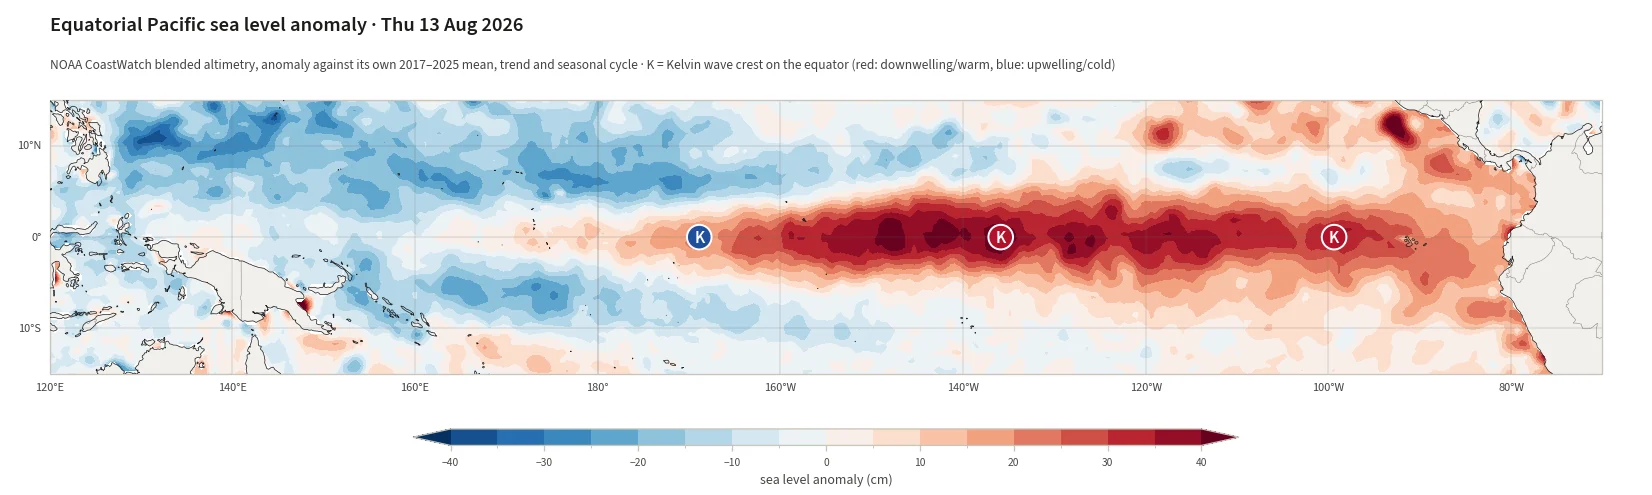 Equatorial Pacific sea level anomaly · Thu 13 Aug 2026
NOAA CoastWatch blended altimetry, anomaly against its own 2017–2025 mean, trend and seasonal cycle · K = Kelvin wave crest on the equator (red: downwelling/warm, blue: upwelling/cold)
10°N
0°
K K K
10°S
120°E 140°E 160°E 180° 160°W 140°W 120°W 100°W 80°W
−40 −30 −20 −10 0 10 20 30 40
sea level anomaly (cm)